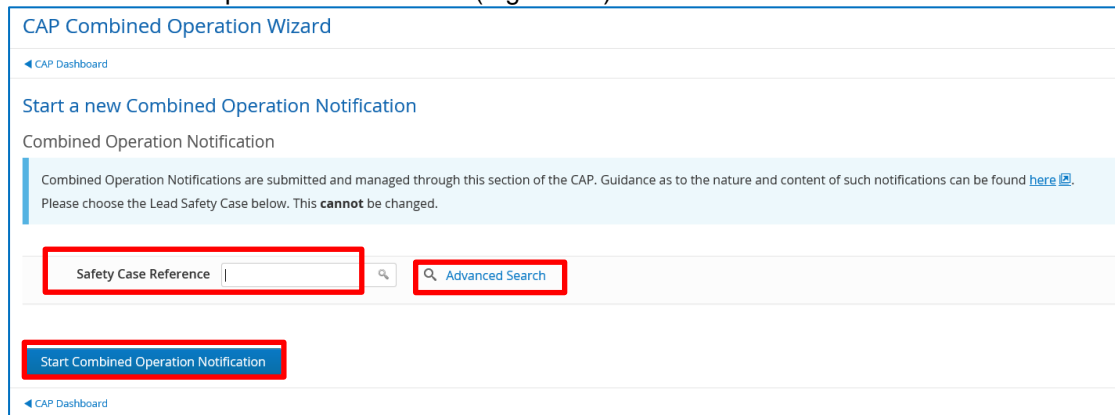 CAP Combined Operation Wizard
◀ CAP Dashboard
Start a new Combined Operation Notification
Combined Operation Notification
Combined Operation Notifications are submitted and managed through this section of the CAP. Guidance as to the nature and content of such notifications can be found here.
Please choose the Lead Safety Case below. This cannot be changed.
Safety Case Reference Advanced Search
Start Combined Operation Notification
◀ CAP Dashboard